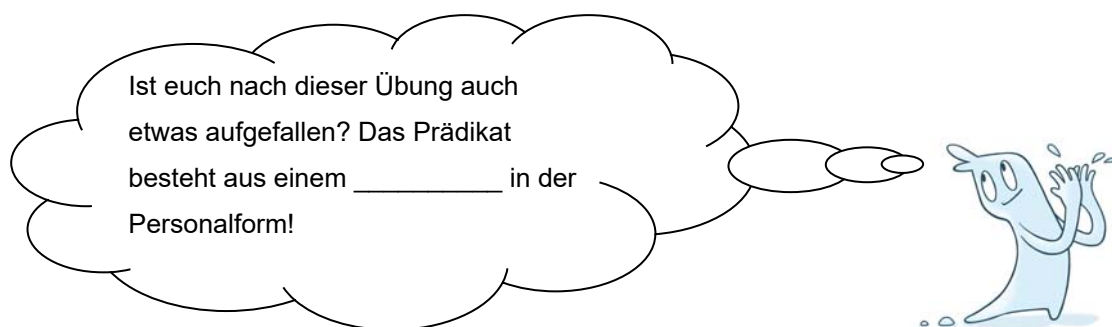 Ist euch nach dieser Übung auch
etwas aufgefallen? Das Prädikat
besteht aus einem __________ in der
Personalform!